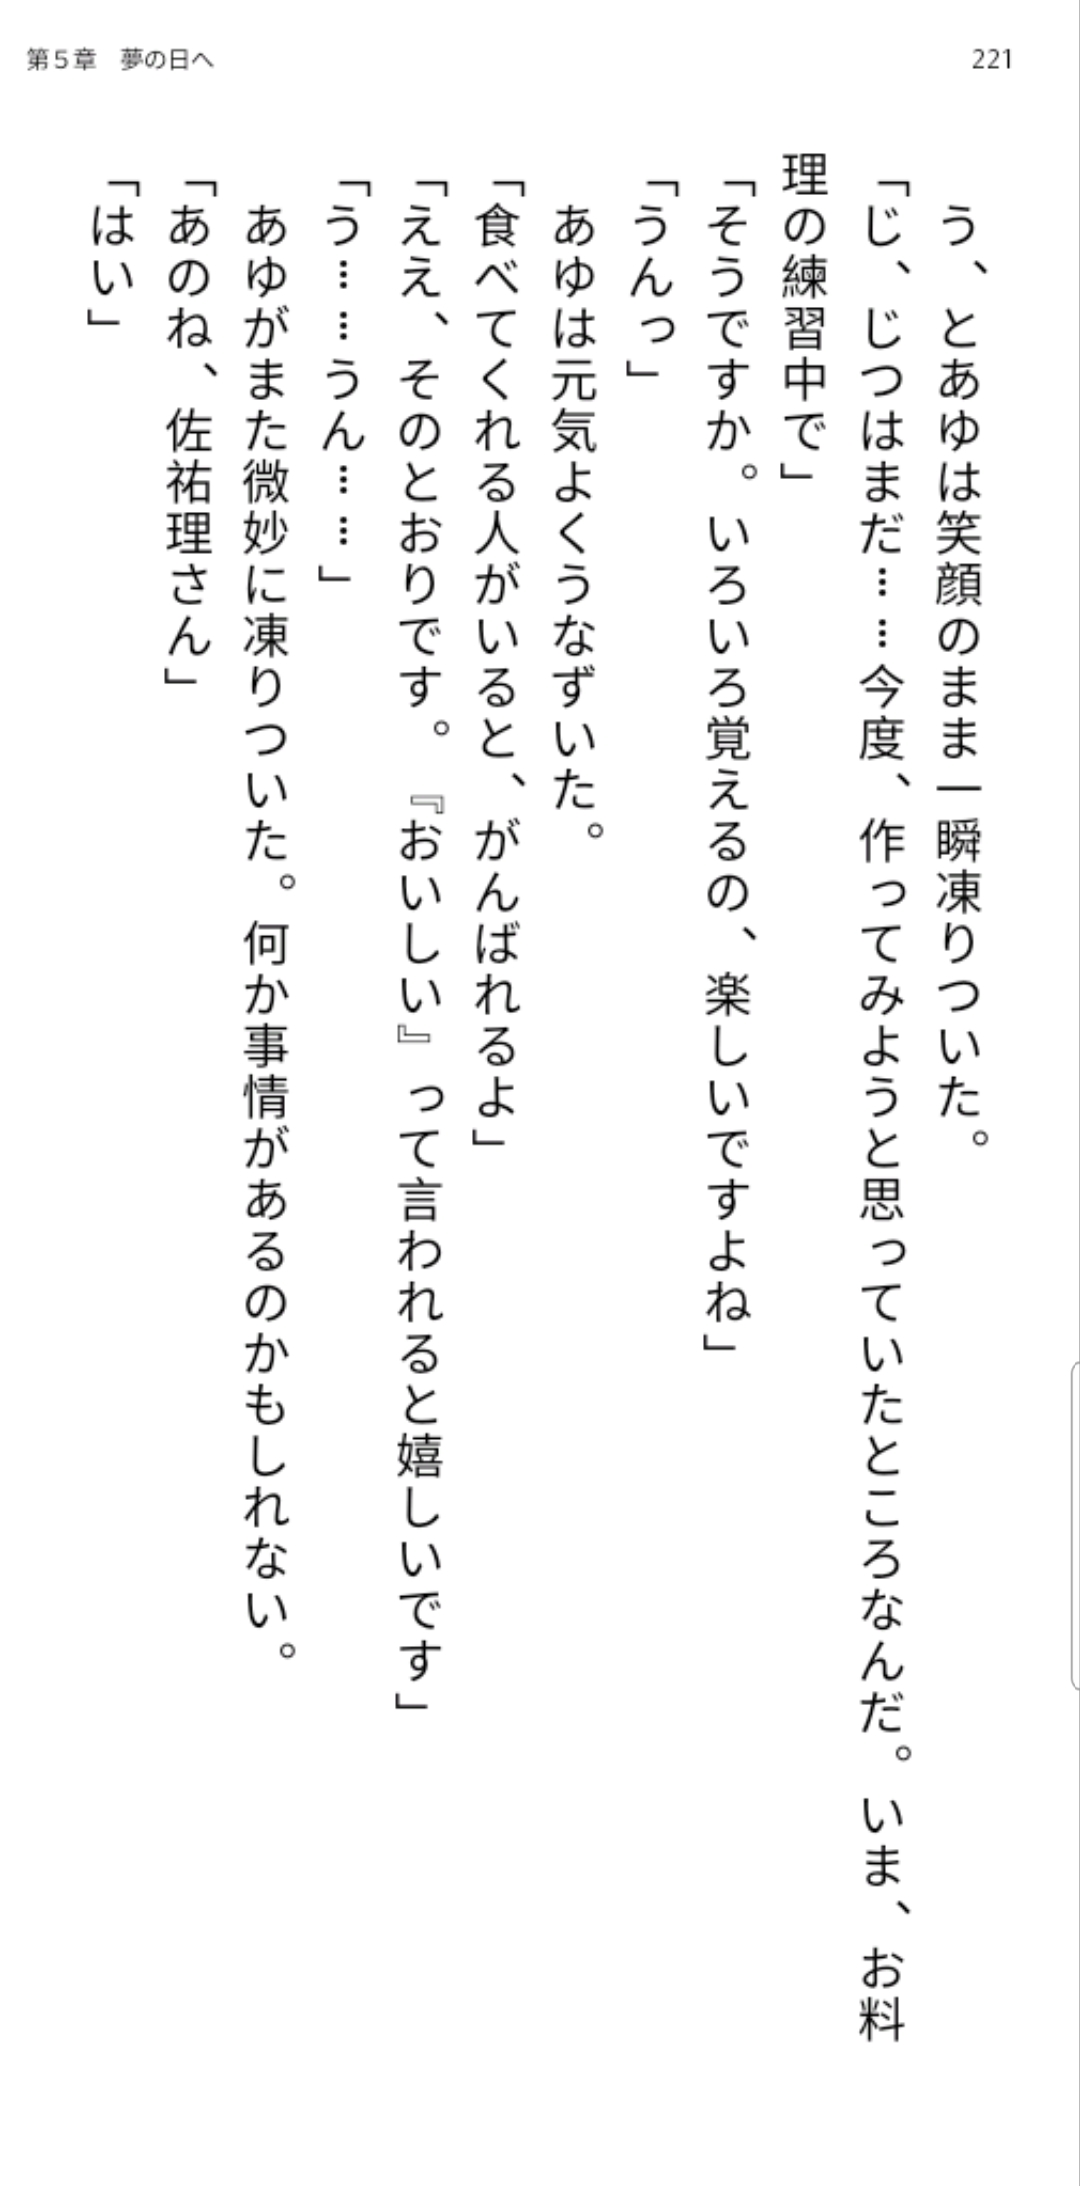 第５章　夢の日へ
221
　う、とあゆは笑顔のまま一瞬凍りついた。
「じ、じつはまだ……今度、作ってみようと思っていたところなんだ。いま、お料
理の練習中で」
「そうですか。いろいろ覚えるの、楽しいですよね」
「うんっ」
　あゆは元気よくうなずいた。
「食べてくれる人がいると、がんばれるよ」
「ええ、そのとおりです。『おいしい』って言われると嬉しいです」
「う……うん……」
　あゆがまた微妙に凍りついた。何か事情があるのかもしれない。
「あのね、佐祐理さん」
「はい」